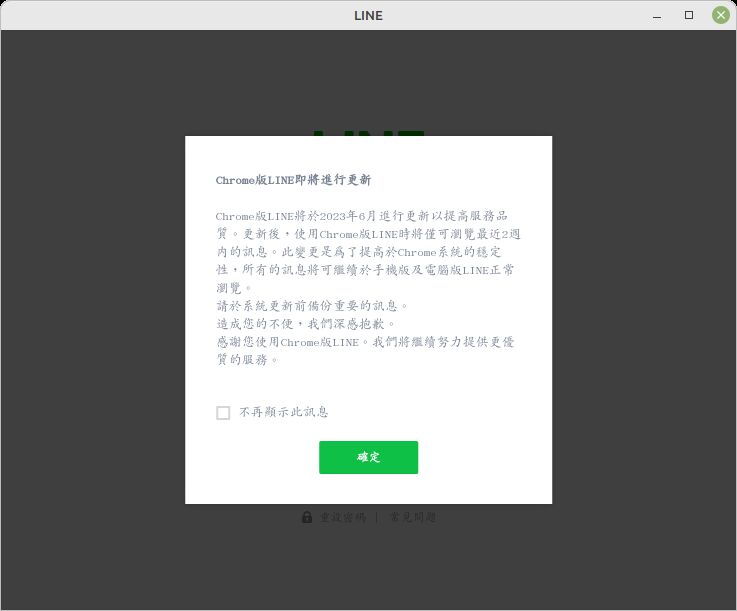 LINE
Chrome版LINE即將進行更新
Chrome版LINE將於2023年6月進行更新以提高服務品
質。更新後，使用Chrome版LINE時將僅可瀏覽最近2週
內的訊息。此變更是為了提高於Chrome系統的穩定
性，所有的訊息將可繼續於手機版及電腦版LINE正常
瀏覽。
請於系統更新前備份重要的訊息。
造成您的不便，我們深感抱歉。
感謝您使用Chrome版LINE。我們將繼續努力提供更優
質的服務。
不再顯示此訊息
確定
重設密碼 | 常見問題